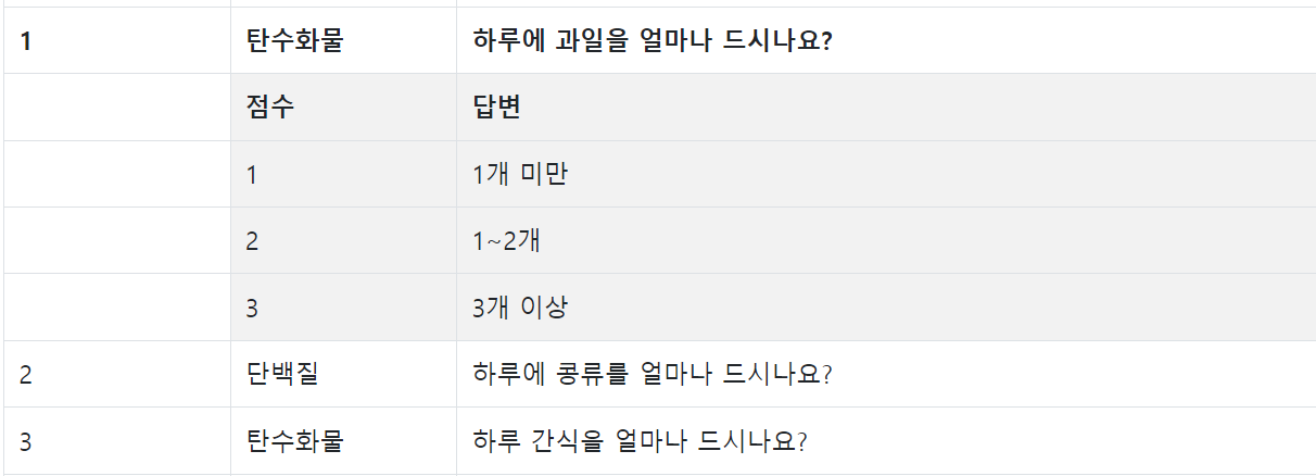 1 탄수화물 하루에 과일을 얼마나 드시나요?
점수 답변
1 1개 미만
2 1~2개
3 3개 이상
2 단백질 하루에 콩류를 얼마나 드시나요?
3 탄수화물 하루 간식을 얼마나 드시나요?